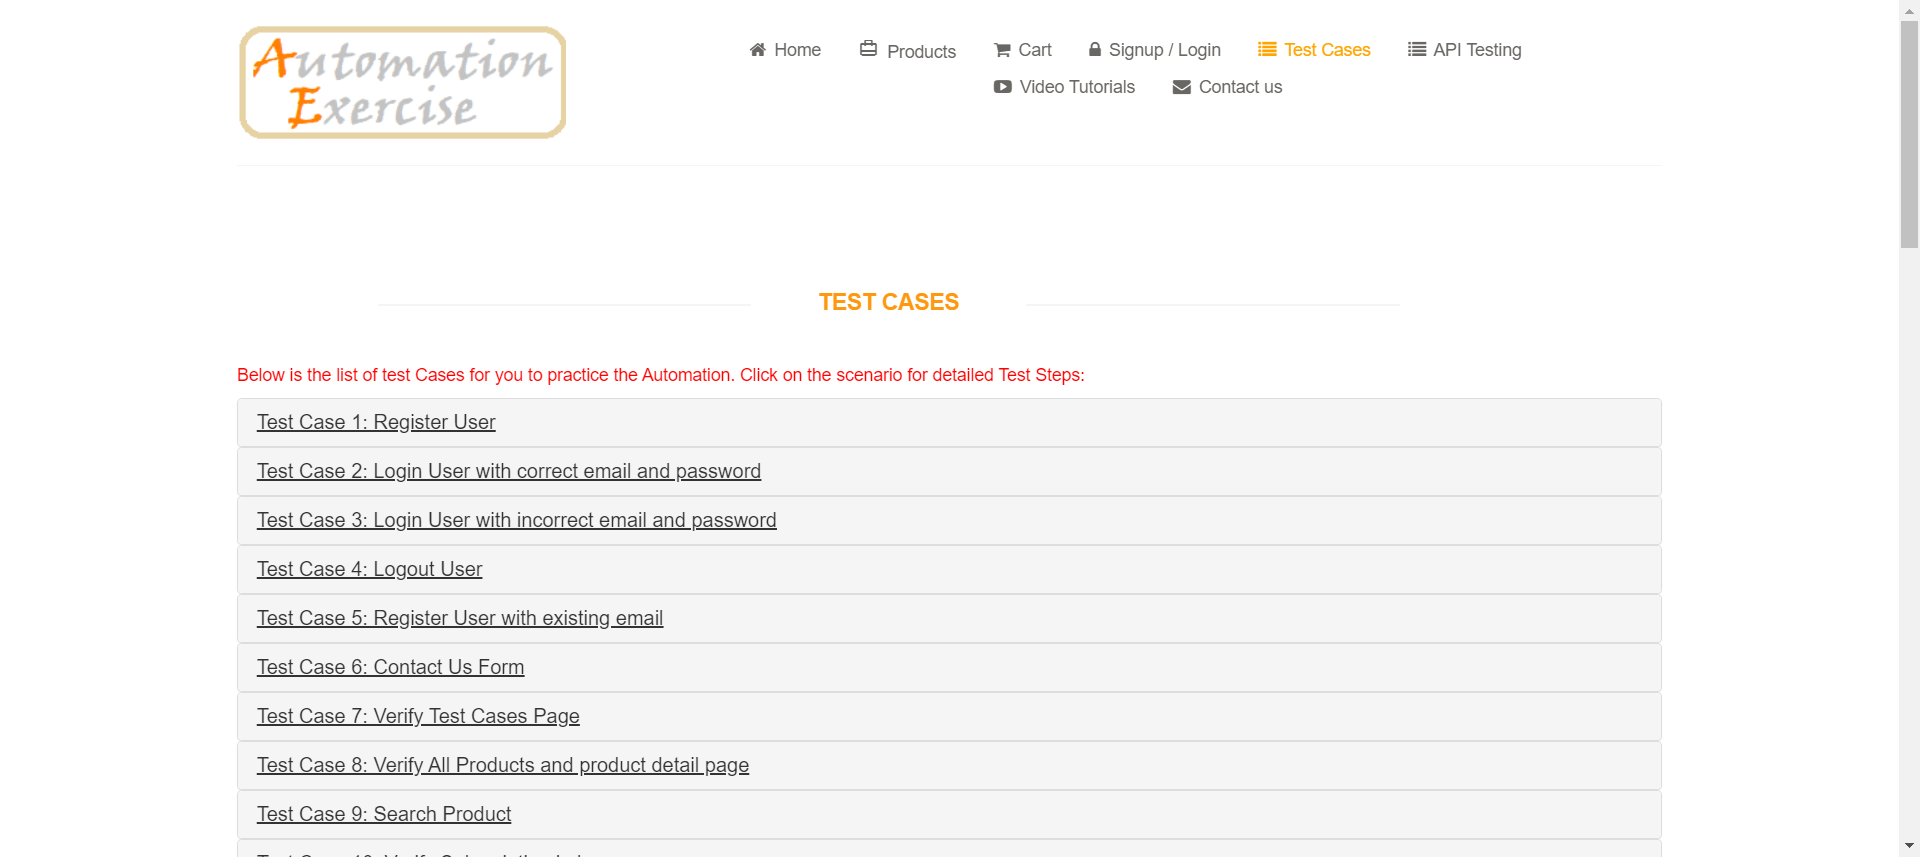 Automation
Exercise
Home Products Cart Signup / Login Test Cases API Testing
Video Tutorials Contact us
TEST CASES
Below is the list of test Cases for you to practice the Automation. Click on the scenario for detailed Test Steps:
Test Case 1: Register User
Test Case 2: Login User with correct email and password
Test Case 3: Login User with incorrect email and password
Test Case 4: Logout User
Test Case 5: Register User with existing email
Test Case 6: Contact Us Form
Test Case 7: Verify Test Cases Page
Test Case 8: Verify All Products and product detail page
Test Case 9: Search Product